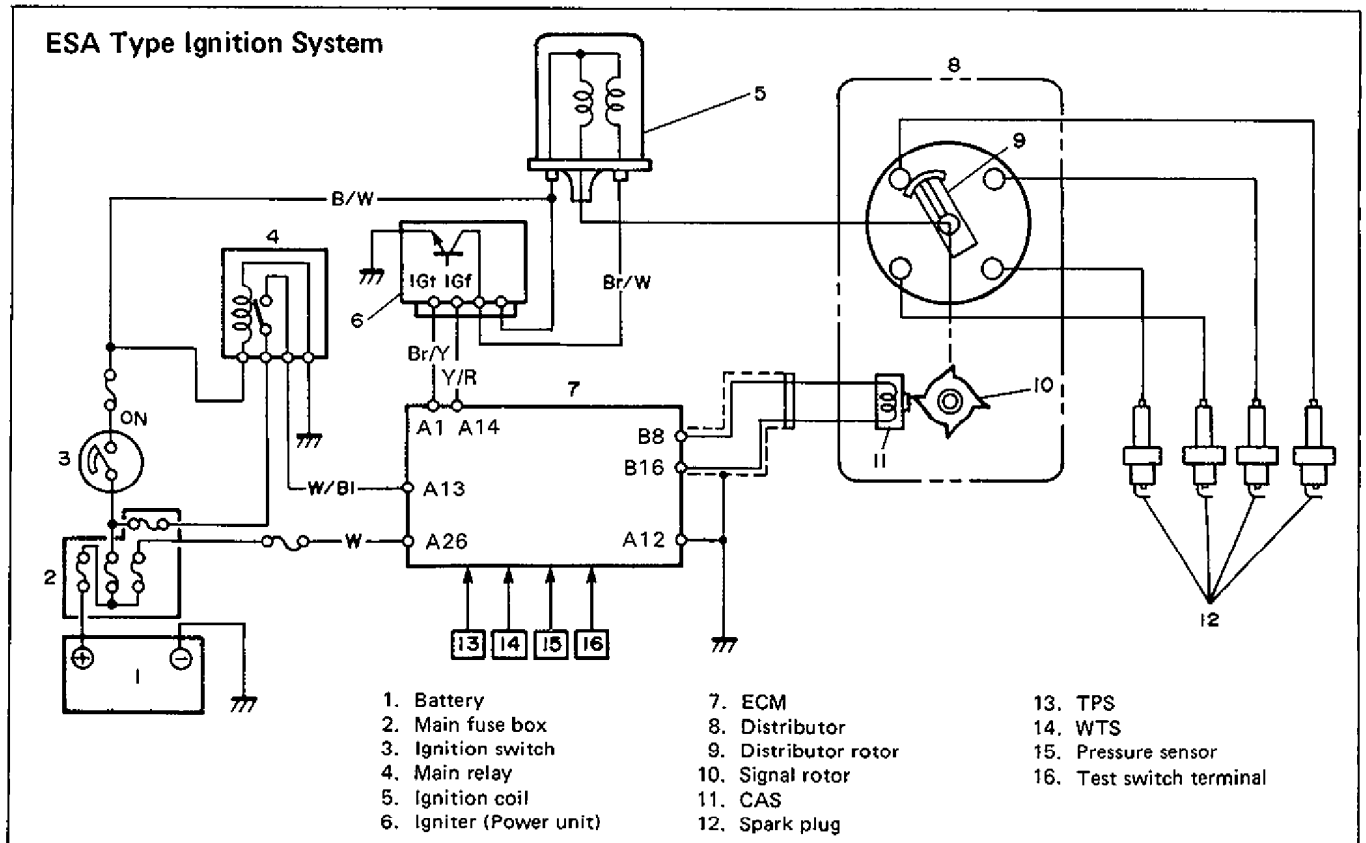 ESA Type Ignition System
8
5
9
B/W
4
IGt IGf
Br/W
6
Br/Y
Y/R
7
10
ON
A1 A14
B8
11
3
B16
W/Bl
A13
W
A26
A12
2
12
+
-
1
13 14 15 16
1. Battery
2. Main fuse box
3. Ignition switch
4. Main relay
5. Ignition coil
6. Igniter (Power unit)
7. ECM
8. Distributor
9. Distributor rotor
10. Signal rotor
11. CAS
12. Spark plug
13. TPS
14. WTS
15. Pressure sensor
16. Test switch terminal